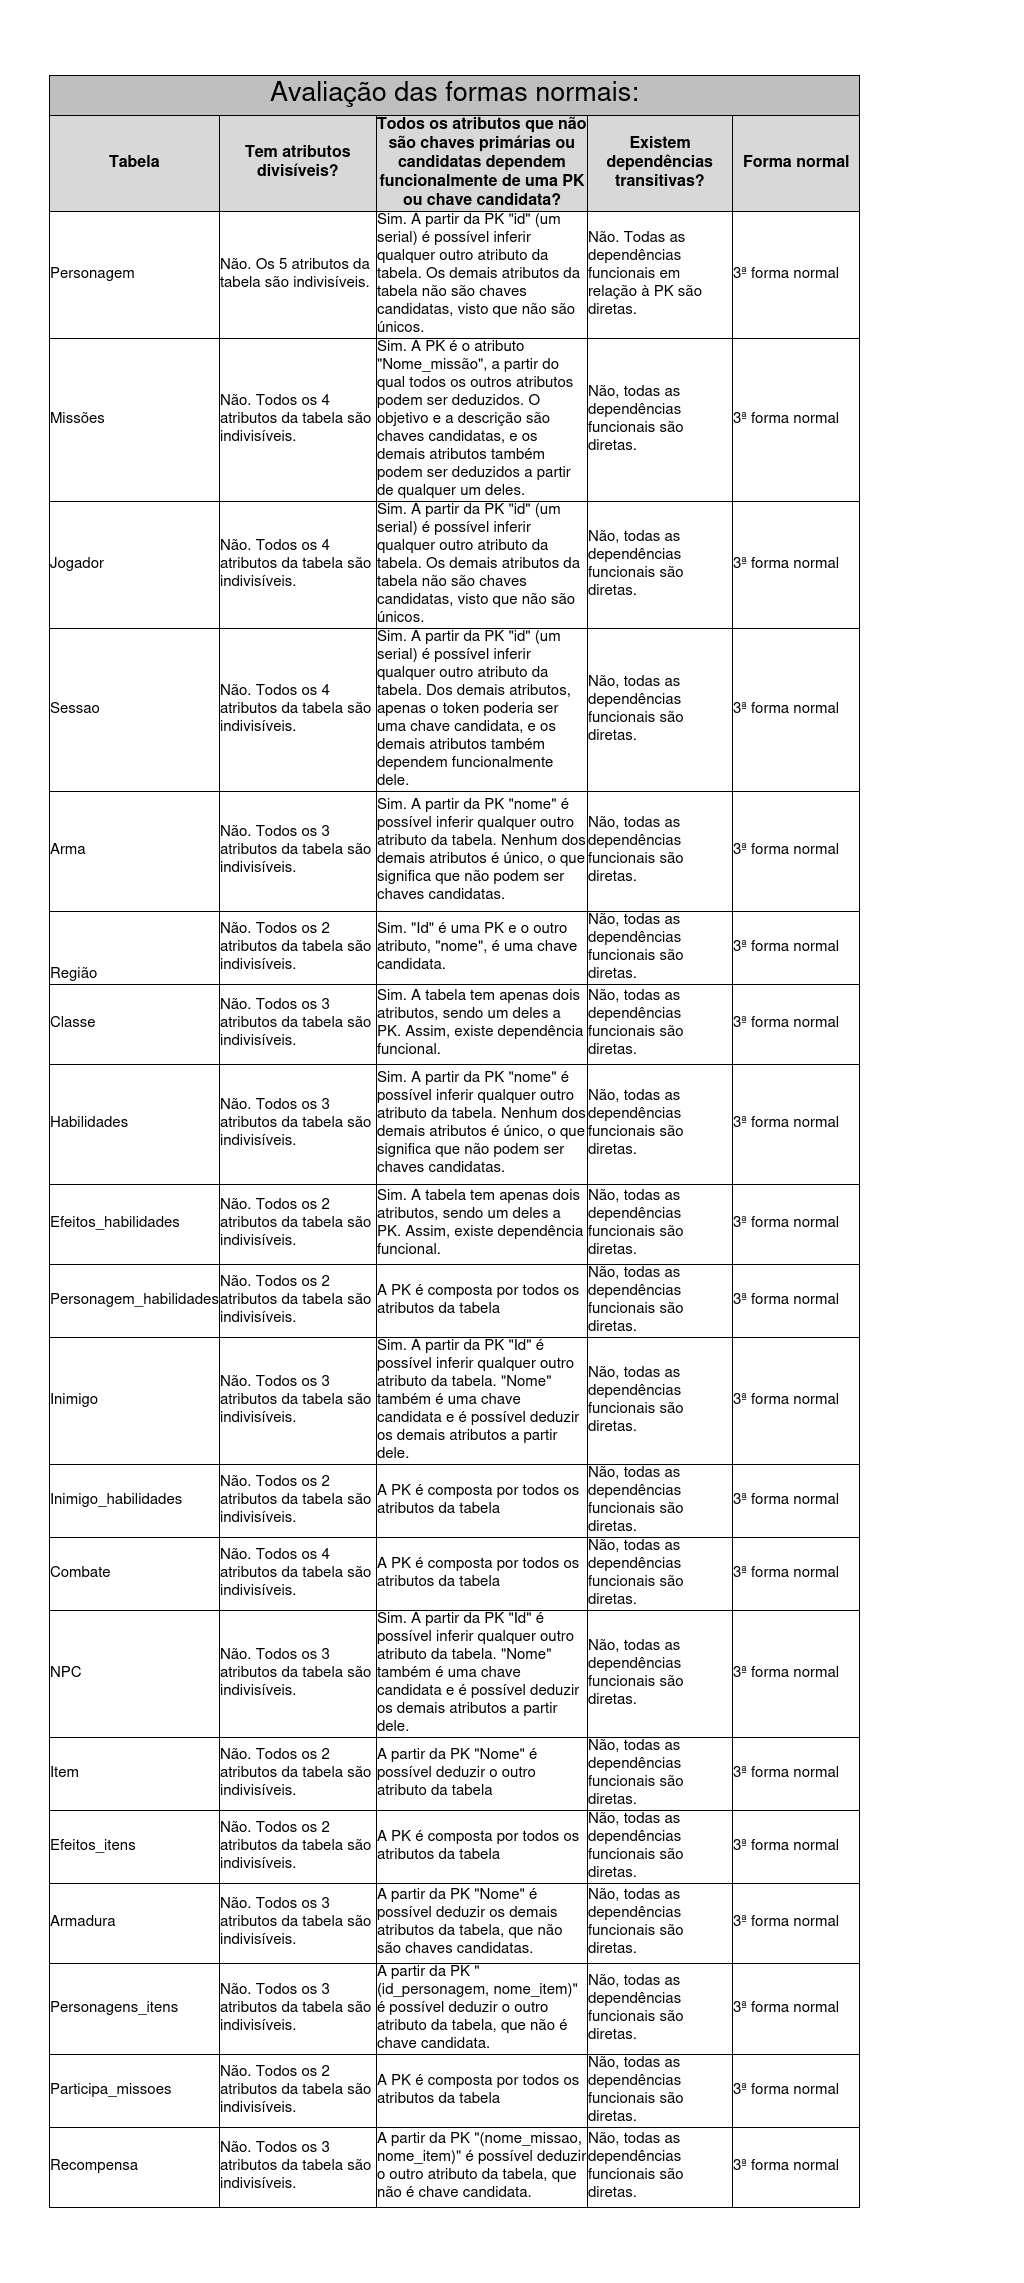 Avaliação das formas normais:
Tabela
Tem atributos
divisíveis?
Todos os atributos que não
são chaves primárias ou
candidatas dependem
funcionalmente de uma PK
ou chave candidata?
Existem
dependências
transitivas?
Forma normal
Personagem
Não. Os 5 atributos da
tabela são indivisíveis.
Sim. A partir da PK "id" (um
serial) é possível inferir
qualquer outro atributo da
tabela. Os demais atributos da
tabela não são chaves
candidatas, visto que não são
únicos.
Não. Todas as
dependências
funcionais em
relação à PK são
diretas.
3ª forma normal
Missões
Não. Todos os 4
atributos da tabela são
indivisíveis.
Sim. A PK é o atributo
"Nome_missão", a partir do
qual todos os outros atributos
podem ser deduzidos. O
objetivo e a descrição são
chaves candidatas, e os
demais atributos também
podem ser deduzidos a partir
de qualquer um deles.
Não, todas as
dependências
funcionais são
diretas.
3ª forma normal
Jogador
Não. Todos os 4
atributos da tabela são
indivisíveis.
Sim. A partir da PK "id" (um
serial) é possível inferir
qualquer outro atributo da
tabela. Os demais atributos da
tabela não são chaves
candidatas, visto que não são
únicos.
Não, todas as
dependências
funcionais são
diretas.
3ª forma normal
Sessao
Não. Todos os 4
atributos da tabela são
indivisíveis.
Sim. A partir da PK "id" (um
serial) é possível inferir
qualquer outro atributo da
tabela. Dos demais atributos,
apenas o token poderia ser
uma chave candidata, e os
demais atributos também
dependem funcionalmente
dele.
Não, todas as
dependências
funcionais são
diretas.
3ª forma normal
Arma
Não. Todos os 3
atributos da tabela são
indivisíveis.
Sim. A partir da PK "nome" é
possível inferir qualquer outro
atributo da tabela. Nenhum dos
demais atributos é único, o que
significa que não podem ser
chaves candidatas.
Não, todas as
dependências
funcionais são
diretas.
3ª forma normal
Região
Não. Todos os 2
atributos da tabela são
indivisíveis.
Sim. "Id" é uma PK e o outro
atributo, "nome", é uma chave
candidata.
Não, todas as
dependências
funcionais são
diretas.
3ª forma normal
Classe
Não. Todos os 3
atributos da tabela são
indivisíveis.
Sim. A tabela tem apenas dois
atributos, sendo um deles a
PK. Assim, existe dependência
funcional.
Não, todas as
dependências
funcionais são
diretas.
3ª forma normal
Habilidades
Não. Todos os 3
atributos da tabela são
indivisíveis.
Sim. A partir da PK "nome" é
possível inferir qualquer outro
atributo da tabela. Nenhum dos
demais atributos é único, o que
significa que não podem ser
chaves candidatas.
Não, todas as
dependências
funcionais são
diretas.
3ª forma normal
Efeitos_habilidades
Não. Todos os 2
atributos da tabela são
indivisíveis.
Sim. A tabela tem apenas dois
atributos, sendo um deles a
PK. Assim, existe dependência
funcional.
Não, todas as
dependências
funcionais são
diretas.
3ª forma normal
Personagem_habilidades
Não. Todos os 2
atributos da tabela são
indivisíveis.
A PK é composta por todos os
atributos da tabela
Não, todas as
dependências
funcionais são
diretas.
3ª forma normal
Inimigo
Não. Todos os 3
atributos da tabela são
indivisíveis.
Sim. A partir da PK "Id" é
possível inferir qualquer outro
atributo da tabela. "Nome"
também é uma chave
candidata e é possível deduzir
os demais atributos a partir
dele.
Não, todas as
dependências
funcionais são
diretas.
3ª forma normal
Inimigo_habilidades
Não. Todos os 2
atributos da tabela são
indivisíveis.
A PK é composta por todos os
atributos da tabela
Não, todas as
dependências
funcionais são
diretas.
3ª forma normal
Combate
Não. Todos os 4
atributos da tabela são
indivisíveis.
A PK é composta por todos os
atributos da tabela
Não, todas as
dependências
funcionais são
diretas.
3ª forma normal
NPC
Não. Todos os 3
atributos da tabela são
indivisíveis.
Sim. A partir da PK "Id" é
possível inferir qualquer outro
atributo da tabela. "Nome"
também é uma chave
candidata e é possível deduzir
os demais atributos a partir
dele.
Não, todas as
dependências
funcionais são
diretas.
3ª forma normal
Item
Não. Todos os 2
atributos da tabela são
indivisíveis.
A partir da PK "Nome" é
possível deduzir o outro
atributo da tabela
Não, todas as
dependências
funcionais são
diretas.
3ª forma normal
Efeitos_itens
Não. Todos os 2
atributos da tabela são
indivisíveis.
A PK é composta por todos os
atributos da tabela
Não, todas as
dependências
funcionais são
diretas.
3ª forma normal
Armadura
Não. Todos os 3
atributos da tabela são
indivisíveis.
A partir da PK "Nome" é
possível deduzir os demais
atributos da tabela, que não
são chaves candidatas.
Não, todas as
dependências
funcionais são
diretas.
3ª forma normal
Personagens_itens
Não. Todos os 3
atributos da tabela são
indivisíveis.
A partir da PK "
(id_personagem, nome_item)"
é possível deduzir o outro
atributo da tabela, que não é
chave candidata.
Não, todas as
dependências
funcionais são
diretas.
3ª forma normal
Participa_missoes
Não. Todos os 2
atributos da tabela são
indivisíveis.
A PK é composta por todos os
atributos da tabela
Não, todas as
dependências
funcionais são
diretas.
3ª forma normal
Recompensa
Não. Todos os 3
atributos da tabela são
indivisíveis.
A partir da PK "(nome_missao,
nome_item)" é possível deduzir
o outro atributo da tabela, que
não é chave candidata.
Não, todas as
dependências
funcionais são
diretas.
3ª forma normal